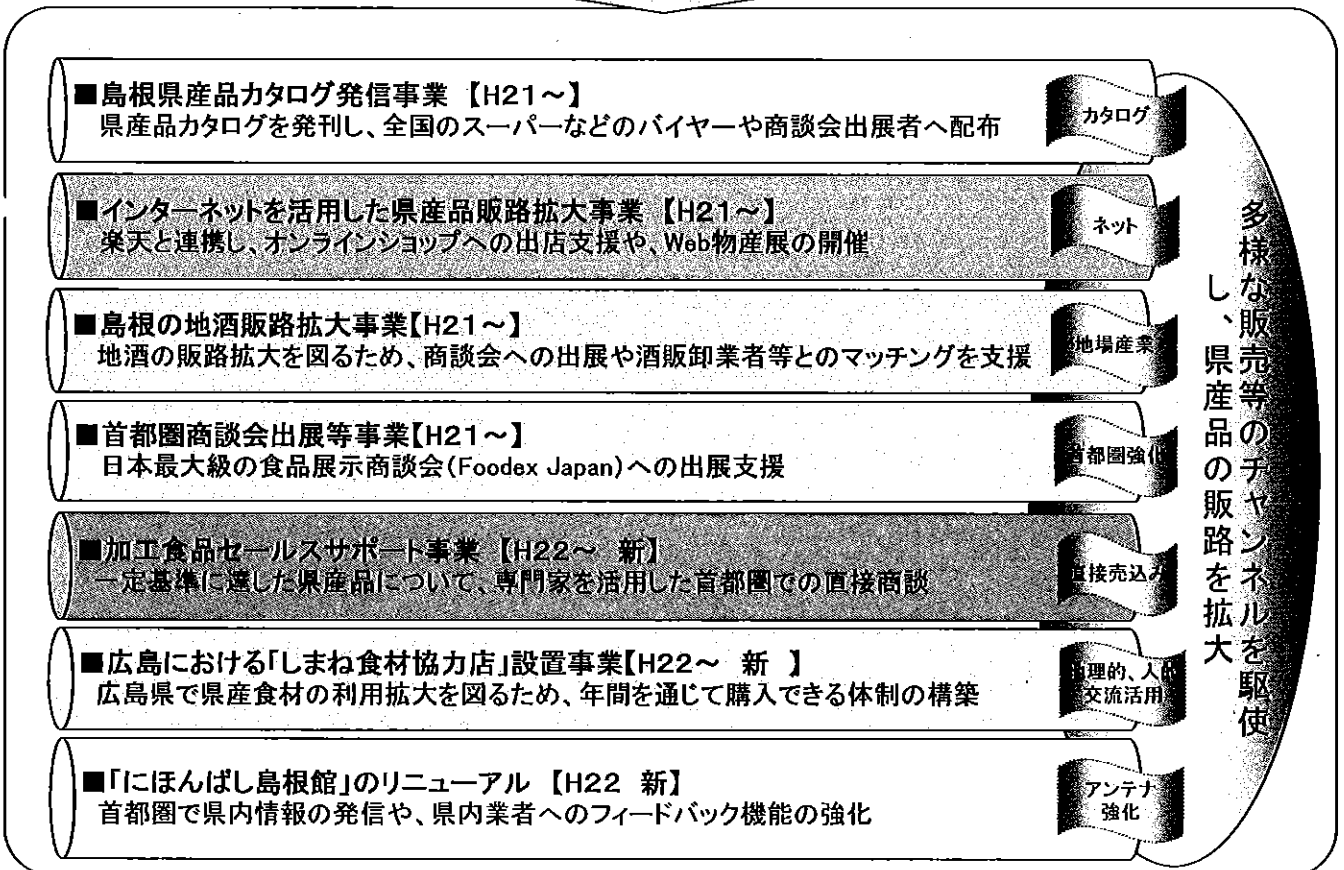 ■島根県産品カタログ発信事業 【H21～】
県産品カタログを発刊し、全国のスーパーなどのバイヤーや商談会出展者へ配布
カタログ
■インターネットを活用した県産品販路拡大事業 【H21～】
楽天と連携し、オンラインショップへの出店支援や、Web物産展の開催
ネット
■島根の地酒販路拡大事業【H21～】
地酒の販路拡大を図るため、商談会への出展や酒販卸業者等とのマッチングを支援
地場産業
■首都圏商談会出展等事業【H21～】
日本最大級の食品展示商談会(Foodex Japan)への出展支援
首都圏強化
■加工食品セールスサポート事業 【H22～ 新】
一定基準に達した県産品について、専門家を活用した首都圏での直接商談
直接売込み
■広島における「しまね食材協力店」設置事業【H22～ 新 】
広島県で県産食材の利用拡大を図るため、年間を通じて購入できる体制の構築
地理的、人的
交流活用
■「にほんばし島根館」のリニューアル 【H22 新】
首都圏で県内情報の発信や、県内業者へのフィードバック機能の強化
アンテナ
強化
多様な販売等のチャンネルを駆使
し、県産品の販路を拡大